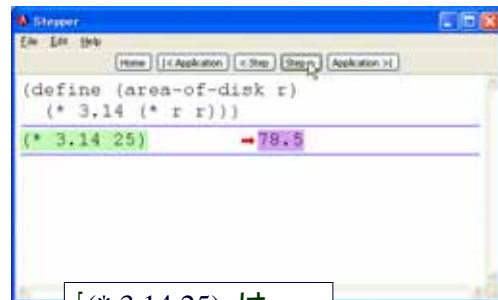 Stepper
File Edit Help
Home |< Application < Step Step > Application >|
(define (area-of-disk r)
(* 3.14 (* r r)))
(* 3.14 25) → 78.5
「(* 3.14 25)」は